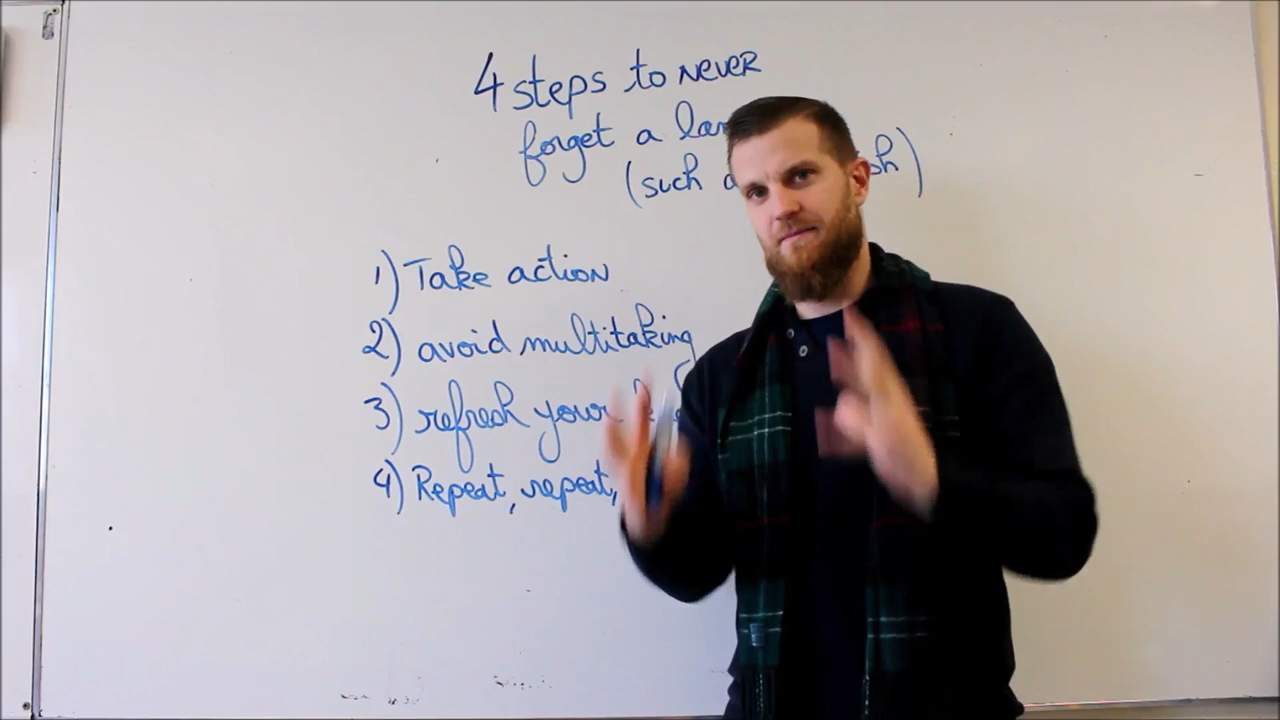 4 steps to NEVER
forget a
(such
1) Take action
2) avoid multitaking
3) refresh your
4) Repeat, repeat,